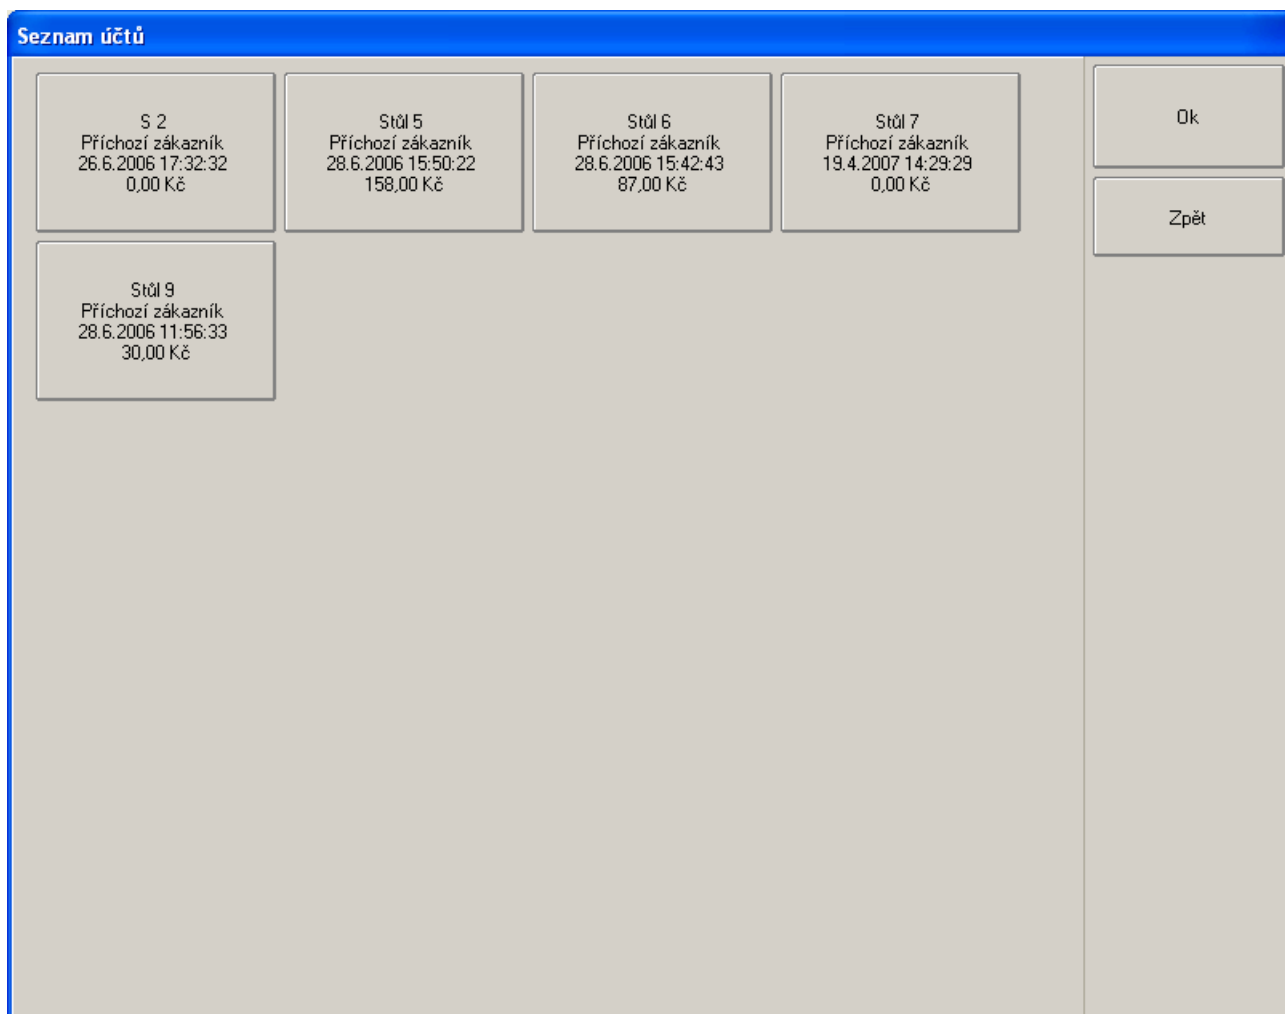 Seznam účtů
S 2
Příchozí zákazník
26.6.2006 17:32:32
0,00 Kč
Stůl 5
Příchozí zákazník
28.6.2006 15:50:22
158,00 Kč
Stůl 6
Příchozí zákazník
28.6.2006 15:42:43
87,00 Kč
Stůl 7
Příchozí zákazník
19.4.2007 14:29:29
0,00 Kč
Ok
Zpět
Stůl 9
Příchozí zákazník
28.6.2006 11:56:33
30,00 Kč